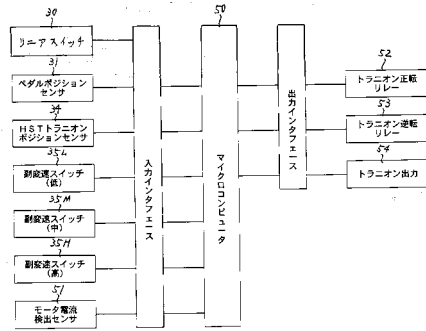 30
リニアスイッチ
31
ペダルポジション
センサ
34
HSTトラニオン
ポジションセンサ
35L
副変速スイッチ
(低)
35M
副変速スイッチ
(中)
35H
副変速スイッチ
(高)
51
モータ電流
検出センサ
入力インタフェース
50
マイクロコンピュータ
出力インタフェース
52
トラニオン正転
リレー
53
トラニオン逆転
リレー
54
トラニオン出力